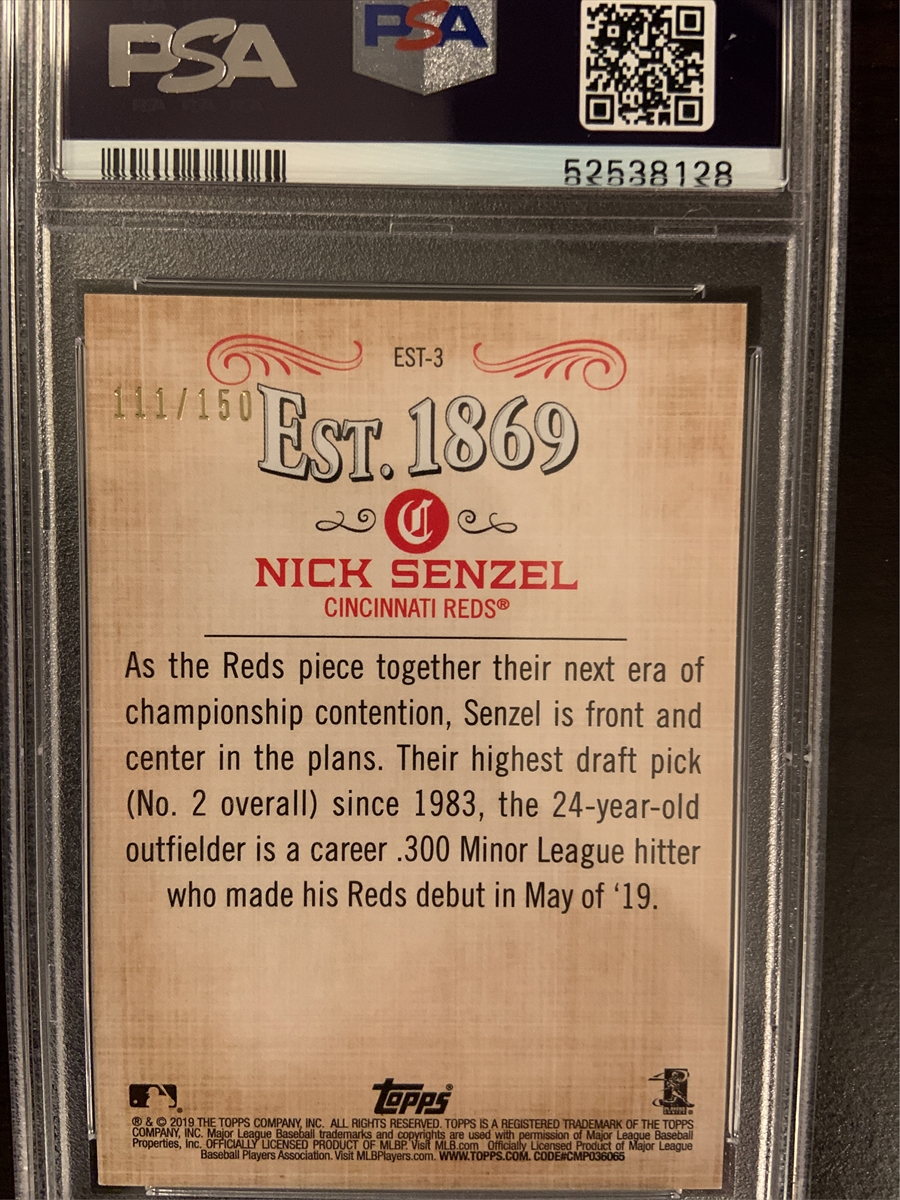 PSA
PSA
52538128
EST-3
111/150
EST. 1869
C
NICK SENZEL
CINCINNATI REDS®
As the Reds piece together their next era of
championship contention, Senzel is front and
center in the plans. Their highest draft pick
(No. 2 overall) since 1983, the 24-year-old
outfielder is a career .300 Minor League hitter
who made his Reds debut in May of ‘19.
topps®
® & © 2019 THE TOPPS COMPANY, INC. ALL RIGHTS RESERVED. TOPPS IS A REGISTERED TRADEMARK OF THE TOPPS
COMPANY, INC. Major League Baseball trademarks and copyrights are used with permission of Major League Baseball
Properties, Inc. OFFICIALLY LICENSED PRODUCT OF MLBP. Visit MLB.com Officially Licensed Product of Major League
Baseball Players Association. Visit MLBPlayers.com. WWW.TOPPS.COM. CODE#CMP036065